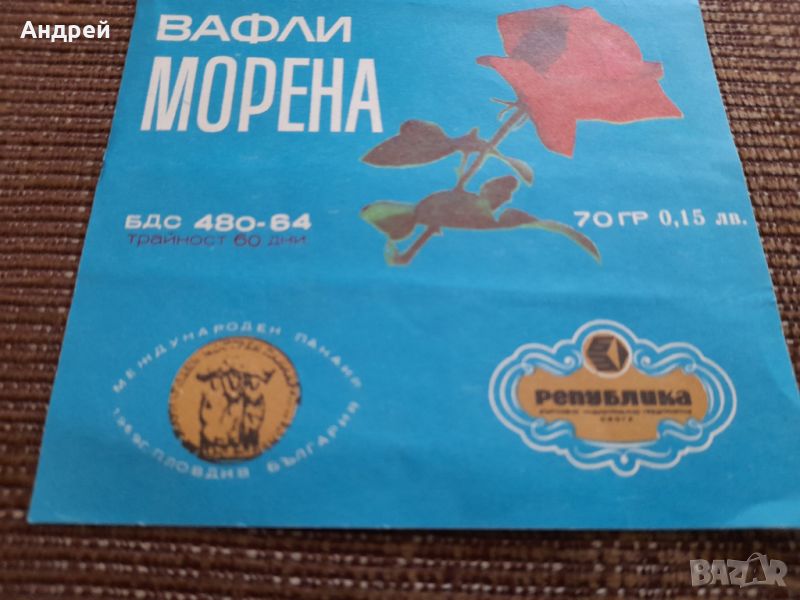 Андрей
ВАФЛИ
МОРЕНА
БДС 480-64
трайност 60 дни
70 ГР 0,15 лв.
МЕЖДУНАРОДЕН ПАНАИР
ПЛОВДИВ БЪЛГАРИЯ
Република
BAZAR